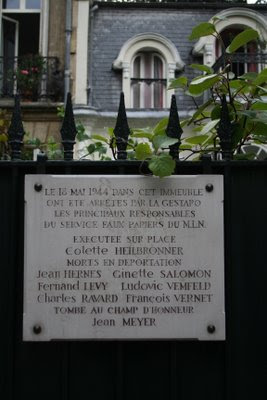 LE 18 MAI 1944 DANS CET IMMEUBLE
ONT ETE ARRETES PAR LA GESTAPO
LES PRINCIPAUX RESPONSABLES
DU SERVICE FAUX PAPIERS DU M.L.N.
EXECUTEE SUR PLACE
Colette HEILBRONNER
MORTS EN DEPORTATION
Jean HERNES Ginette SALOMON
Fernand LEVY Ludovic VEMFELD
Charles RAVARD François VERNET
TOMBE AU CHAMP D'HONNEUR
Jean MEYER